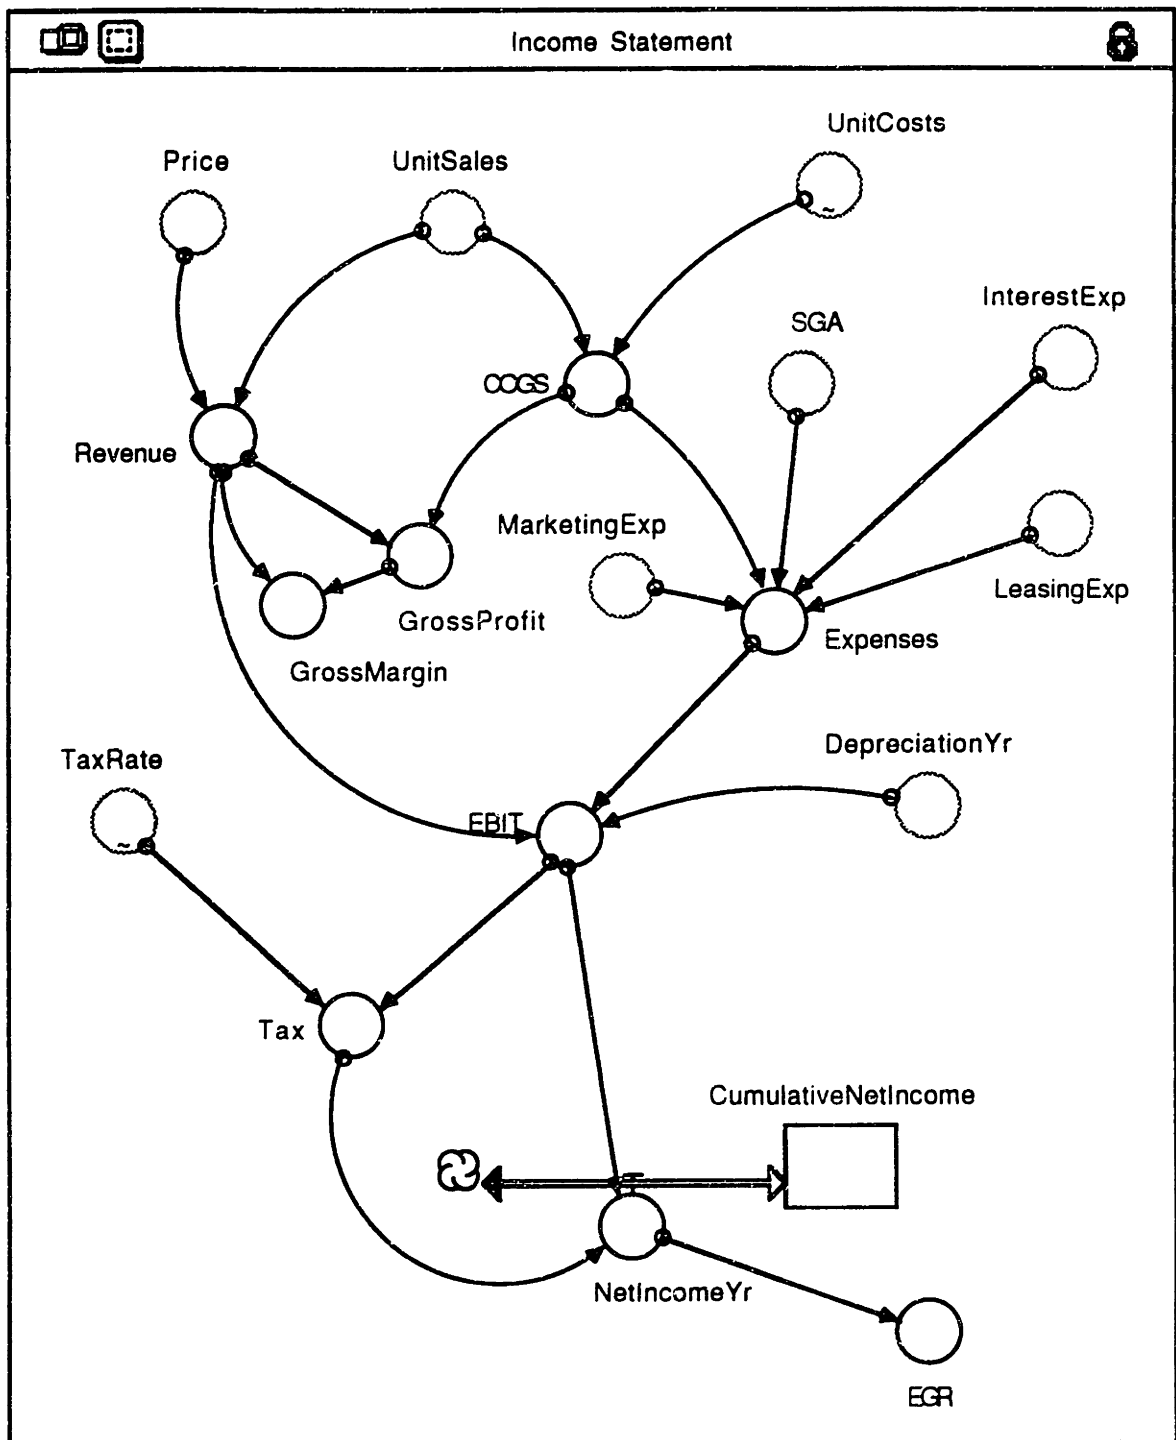 Income Statement
UnitCosts
Price
UnitSales
InterestExp
SGA
COGS
Revenue
MarketingExp
LeasingExp
GrossProfit
Expenses
GrossMargin
DepreciationYr
TaxRate
EBIT
Tax
CumulativeNetIncome
NetIncomeYr
EGR